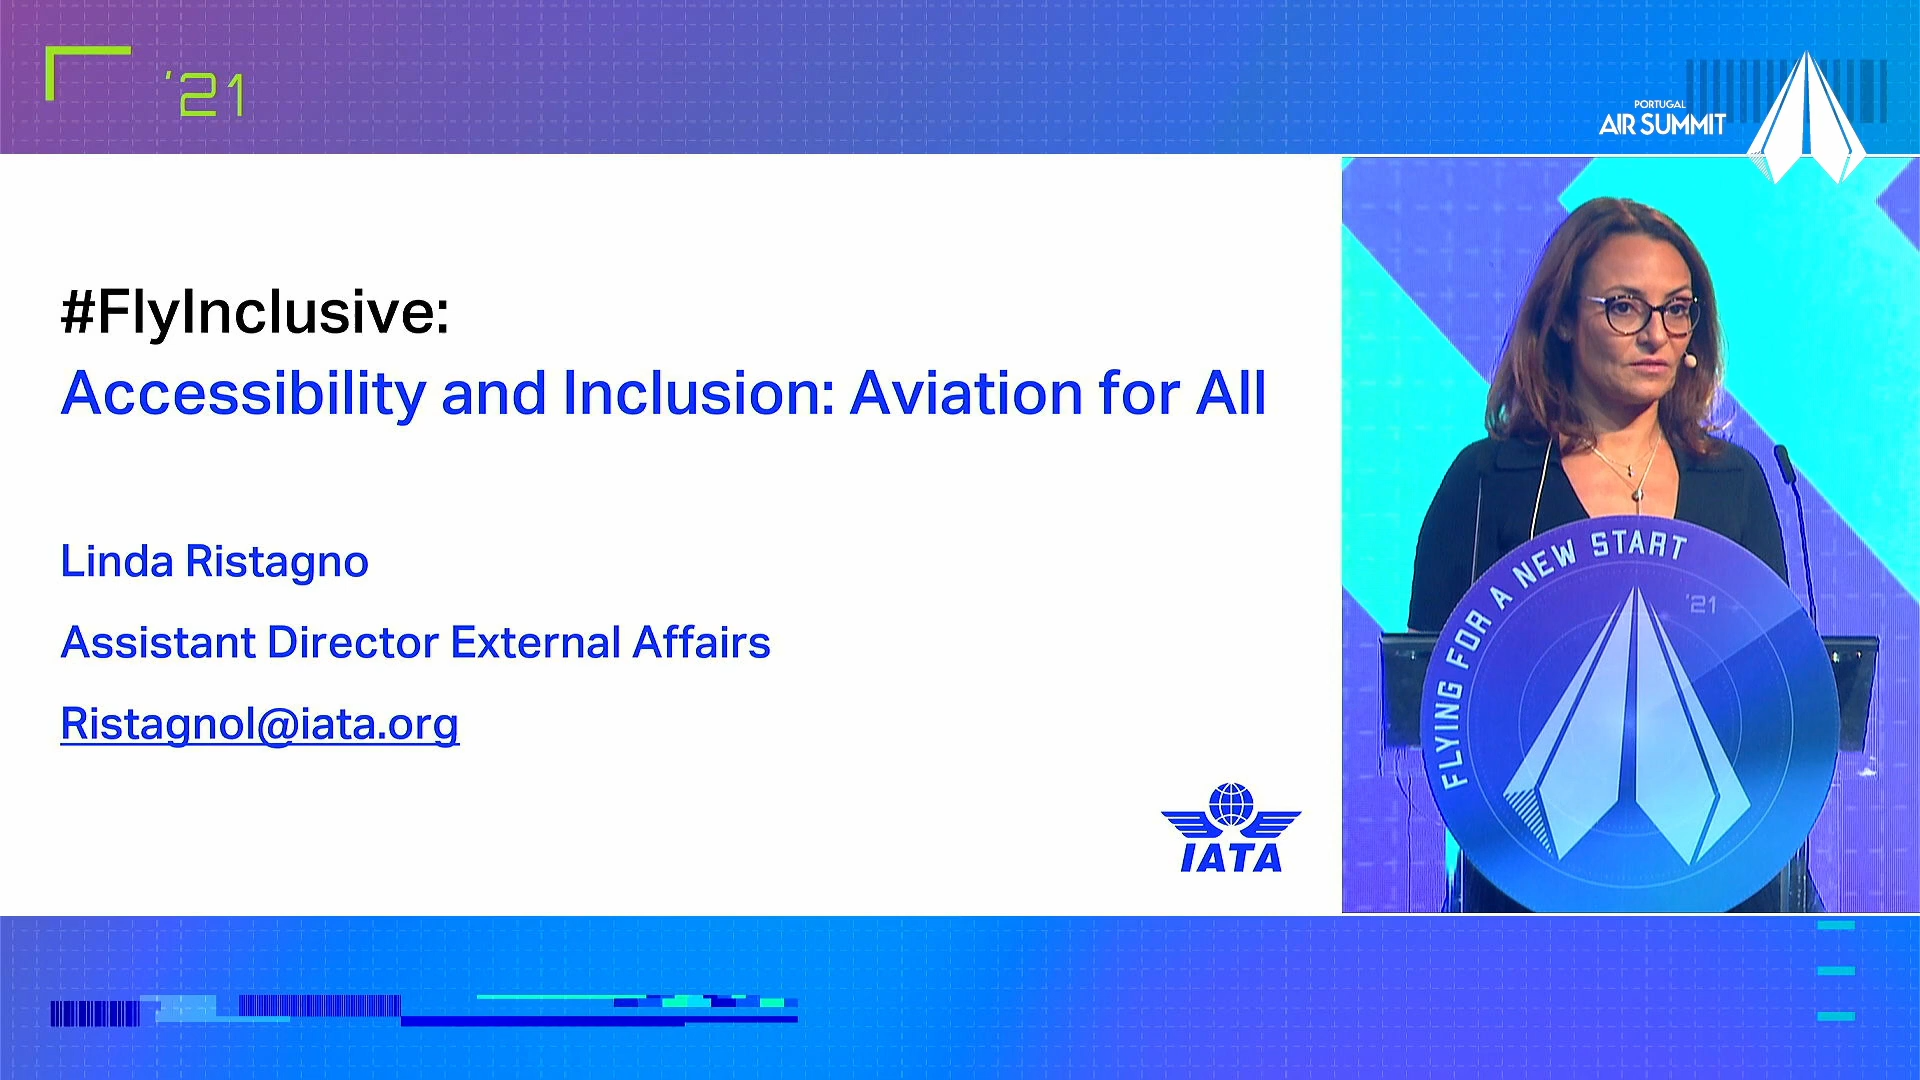 '21
PORTUGAL
AIR SUMMIT
#FlyInclusive:
Accessibility and Inclusion: Aviation for All
Linda Ristagno
Assistant Director External Affairs
Ristagnol@iata.org
IATA
FLYING FOR A NEW START
'21